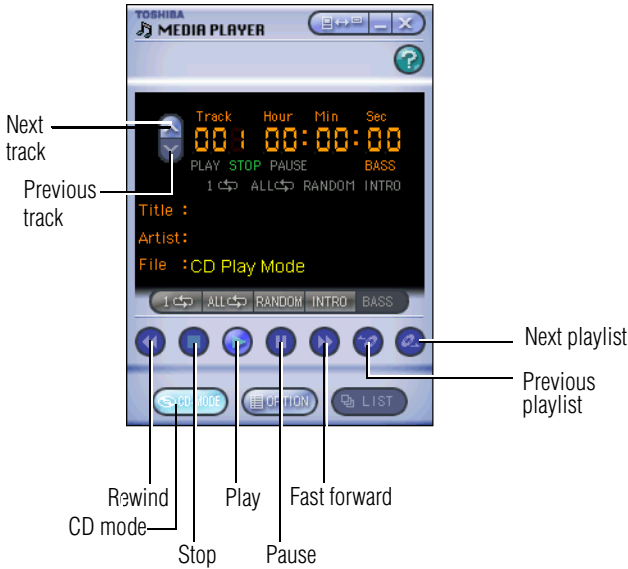 TOSHIBA
MEDIA PLAYER
?
Next
track
Previous
track
Track Hour Min Sec
001 00:00:00
PLAY STOP PAUSE BASS
1 ALL RANDOM INTRO
Title :
Artist:
File :CD Play Mode
1 ALL RANDOM INTRO BASS
Next playlist
Previous
playlist
CD-MODE OPTION LIST
Rewind
Play
Fast forward
CD mode
Stop
Pause